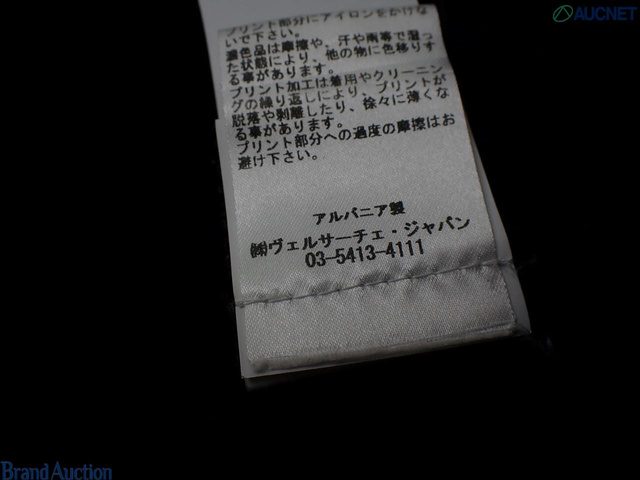 AUCNET
プリント部分にアイロンをかけな
いで下さい。
濃色品は摩擦や、汗や雨等で湿っ
た状態により、他の物に色移りす
る事があります。
プリント加工は着用やクリーニン
グの繰り返しにより、プリントが
脱落や剥離したり、徐々に薄くな
る事があります。
プリント部分への過度の摩擦はお
避け下さい。
アルバニア製
㈱ヴェルサーチェ・ジャパン
03-5413-4111
Brand Auction